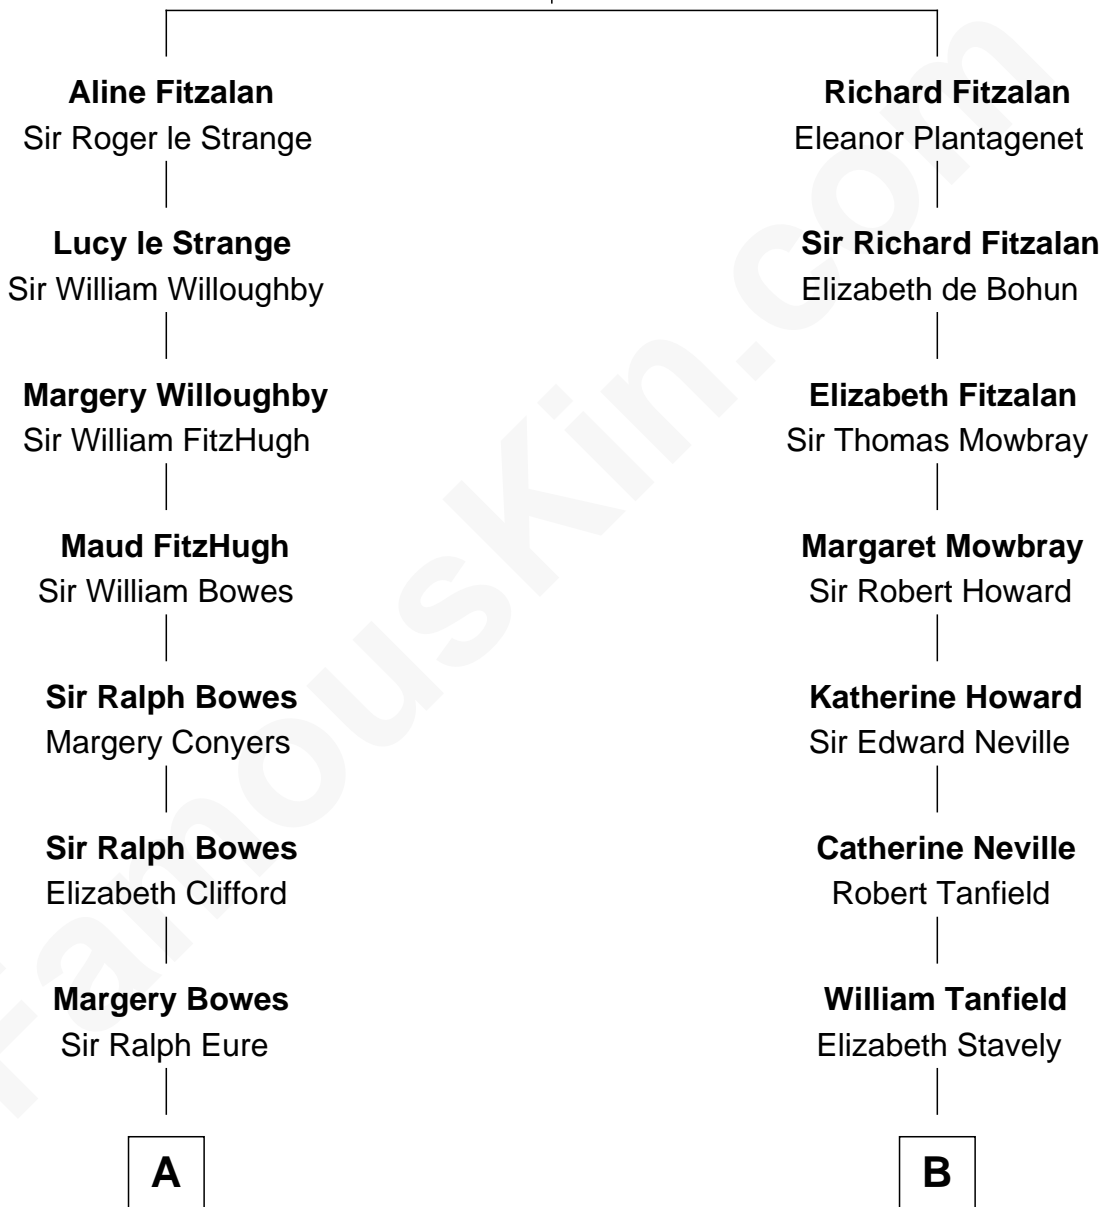 Aline Fitzalan
Sir Roger le Strange
Lucy le Strange
Sir William Willoughby
Margery Willoughby
Sir William FitzHugh
Maud FitzHugh
Sir William Bowes
Sir Ralph Bowes
Margery Conyers
Sir Ralph Bowes
Elizabeth Clifford
Margery Bowes
Sir Ralph Eure
A
Richard Fitzalan
Eleanor Plantagenet
Sir Richard Fitzalan
Elizabeth de Bohun
Elizabeth Fitzalan
Sir Thomas Mowbray
Margaret Mowbray
Sir Robert Howard
Katherine Howard
Sir Edward Neville
Catherine Neville
Robert Tanfield
William Tanfield
Elizabeth Stavely
B
FamousKin.com